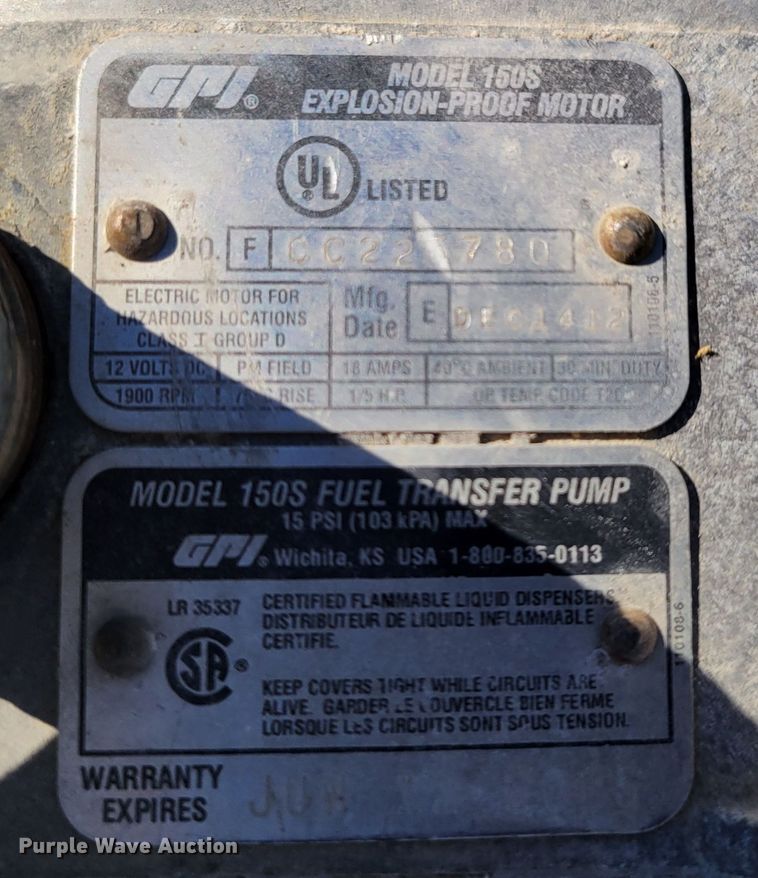 GPI®
MODEL 150S
EXPLOSION-PROOF MOTOR
UL® LISTED
NO. F
ELECTRIC MOTOR FOR
HAZARDOUS LOCATIONS
CLASS I GROUP D
Mfg.
Date E
12 VOLTS DC PM FIELD 18 AMPS 40°C AMBIENT 30 MIN. DUTY
1900 RPM RISE 1/5 H.P. OP TEMP CODE
110108-5
MODEL 150S FUEL TRANSFER PUMP
15 PSI (103 kPA) MAX
GPI® Wichita, KS USA 1-800-835-0113
LR 35337
SA®
CERTIFIED FLAMMABLE LIQUID DISPENSERS
DISTRIBUTEUR DE LIQUIDE INFLAMMABLE
CERTIFIE.
KEEP COVERS TIGHT WHILE CIRCUITS ARE
ALIVE. GARDER LE COUVERCLE BIEN FERME
LORSQUE LES CIRCUITS SONT SOUS TENSION.
110108-6
WARRANTY
EXPIRES
Purple Wave Auction